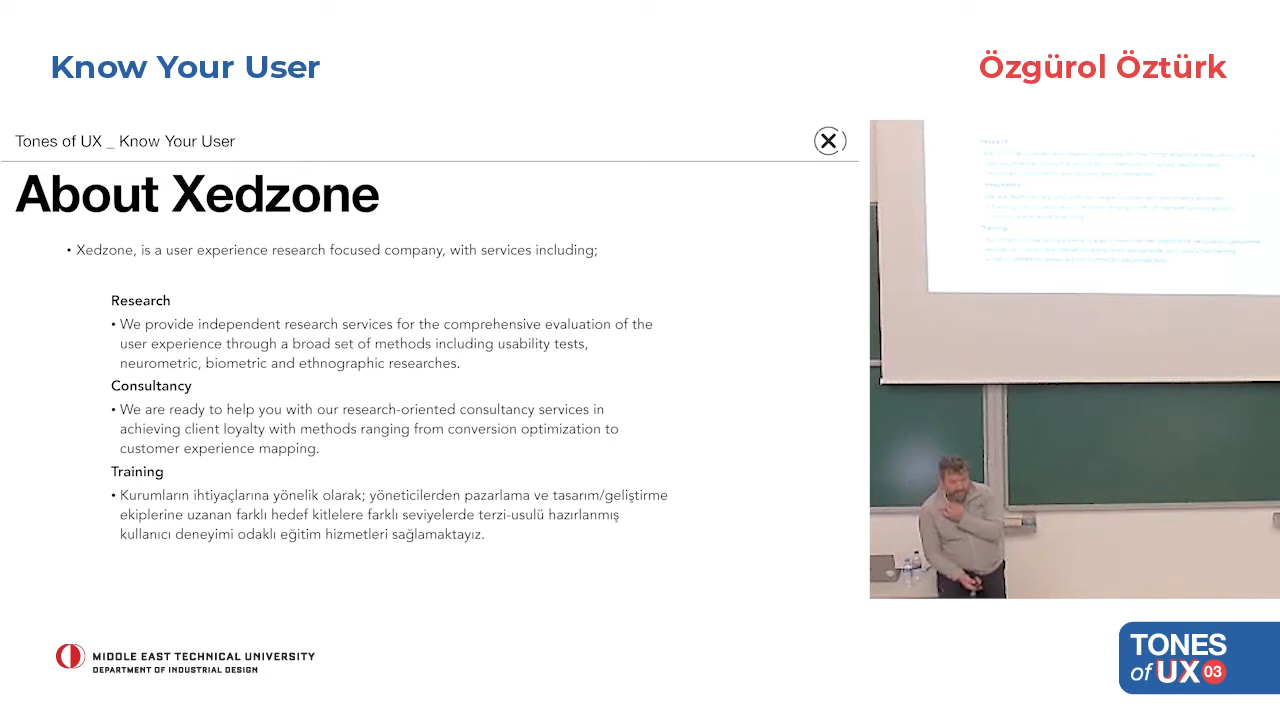 Know Your User
Özgürol Öztürk
Tones of UX _ Know Your User
About Xedzone
• Xedzone, is a user experience research focused company, with services including;
Research
• We provide independent research services for the comprehensive evaluation of the
user experience through a broad set of methods including usability tests,
neurometric, biometric and ethnographic researches.
Consultancy
• We are ready to help you with our research-oriented consultancy services in
achieving client loyalty with methods ranging from conversion optimization to
customer experience mapping.
Training
• Kurumların ihtiyaçlarına yönelik olarak; yöneticilerden pazarlama ve tasarım/geliştirme
ekiplerine uzanan farklı hedef kitlelere farklı seviyelerde terzi-usulü hazırlanmış
kullanıcı deneyimi odaklı eğitim hizmetleri sağlamaktayız.
MIDDLE EAST TECHNICAL UNIVERSITY
DEPARTMENT OF INDUSTRIAL DESIGN
TONES
of UX 03